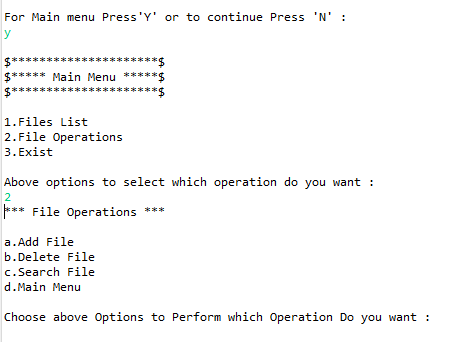 For Main menu Press'Y' or to continue Press 'N' :
y
$*********************$
$***** Main Menu *****$
$*********************$
1.Files List
2.File Operations
3.Exist
Above options to select which operation do you want :
2
*** File Operations ***
a.Add File
b.Delete File
c.Search File
d.Main Menu
Choose above Options to Perform which Operation Do you want :